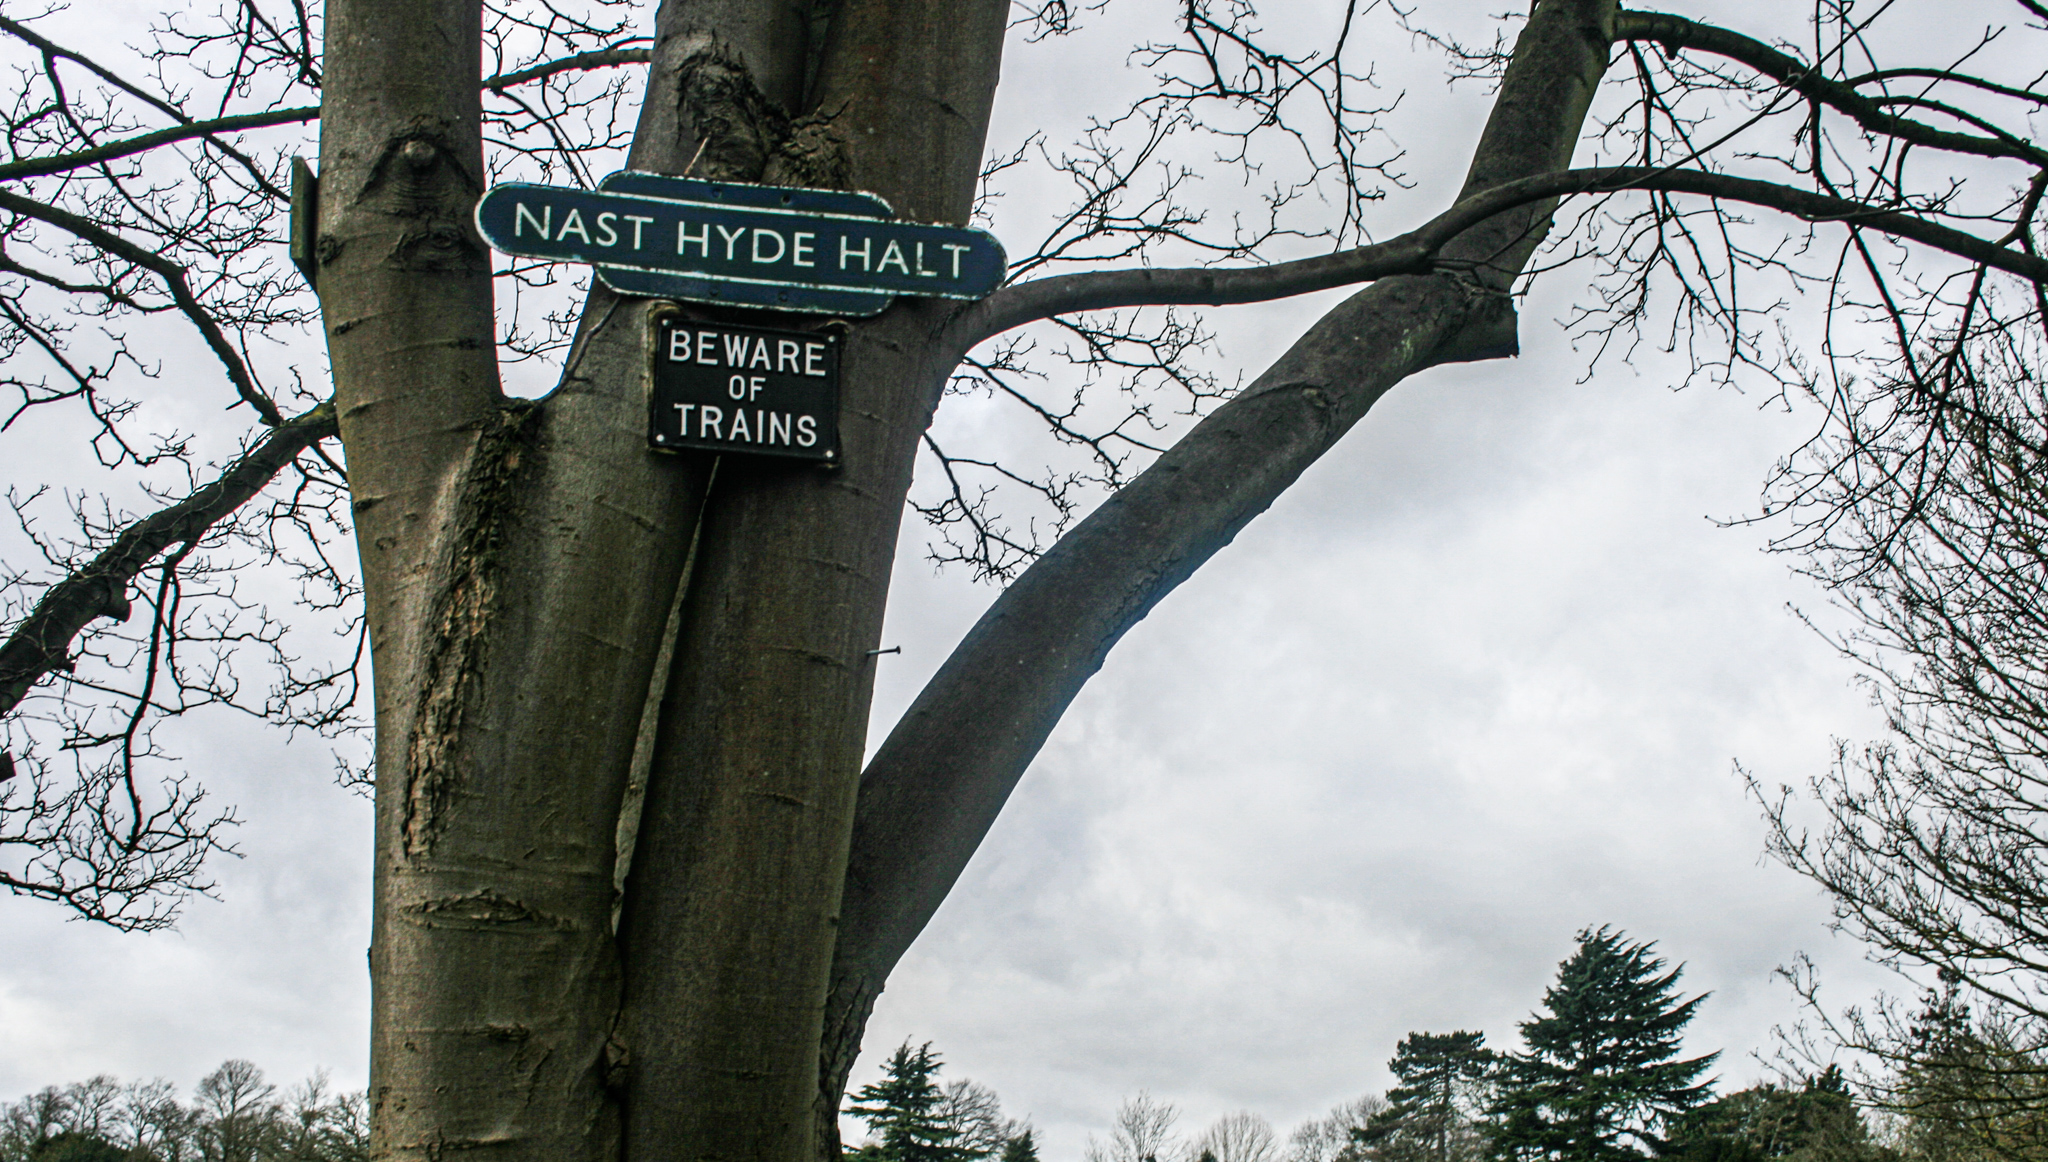 NAST HYDE HALT
BEWARE
OF
TRAINS